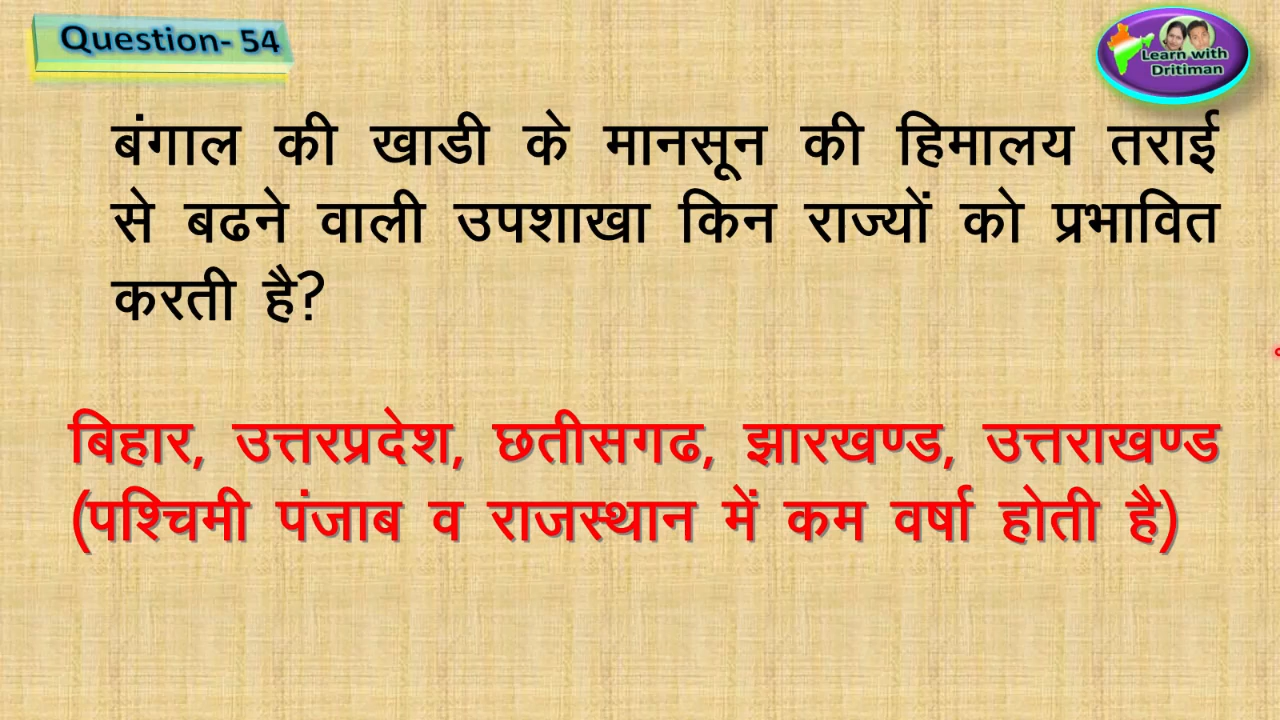 Question- 54
Learn with
Dritiman
बंगाल की खाडी के मानसून की हिमालय तराई
से बढने वाली उपशाखा किन राज्यों को प्रभावित
करती है?
बिहार, उत्तरप्रदेश, छतीसगढ, झारखण्ड, उत्तराखण्ड
(पश्चिमी पंजाब व राजस्थान में कम वर्षा होती है)